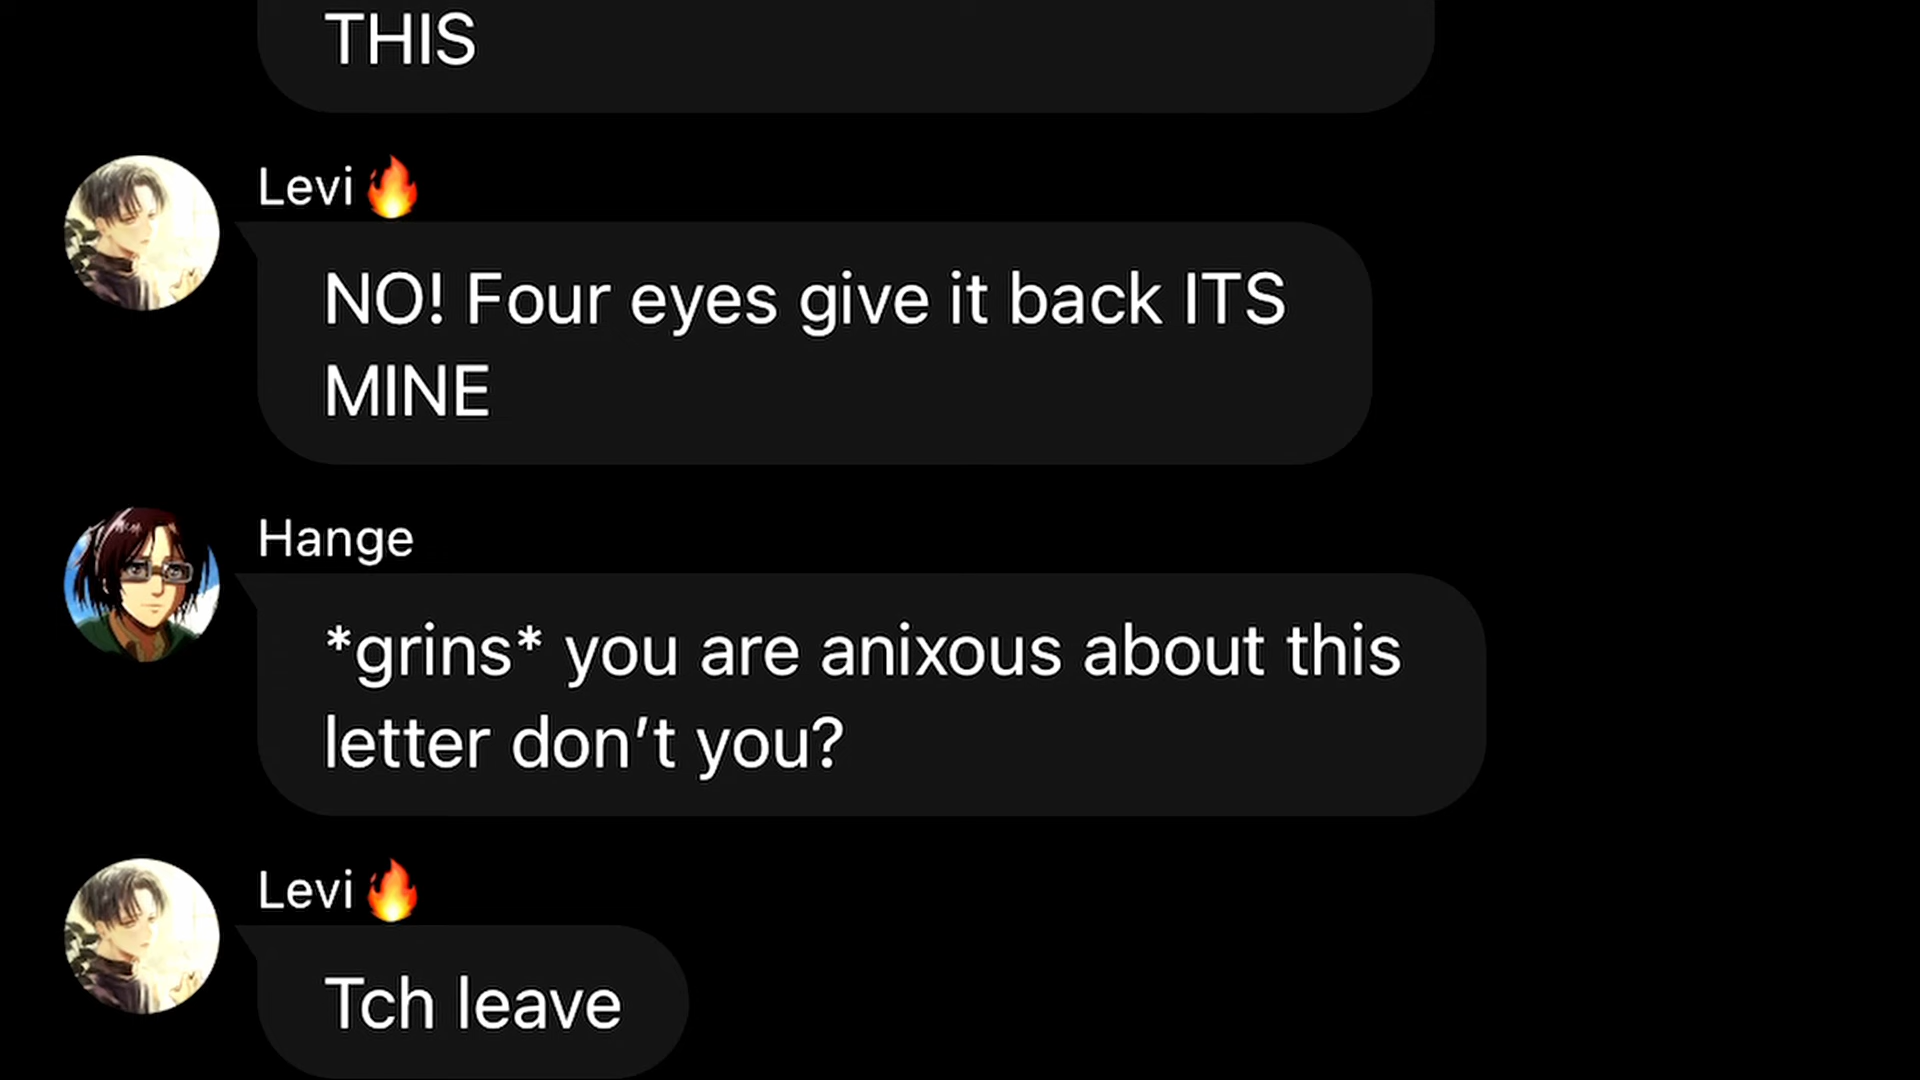 THIS
Levi🔥
NO! Four eyes give it back ITS
MINE
Hange
*grins* you are anixous about this
letter don’t you?
Levi🔥
Tch leave